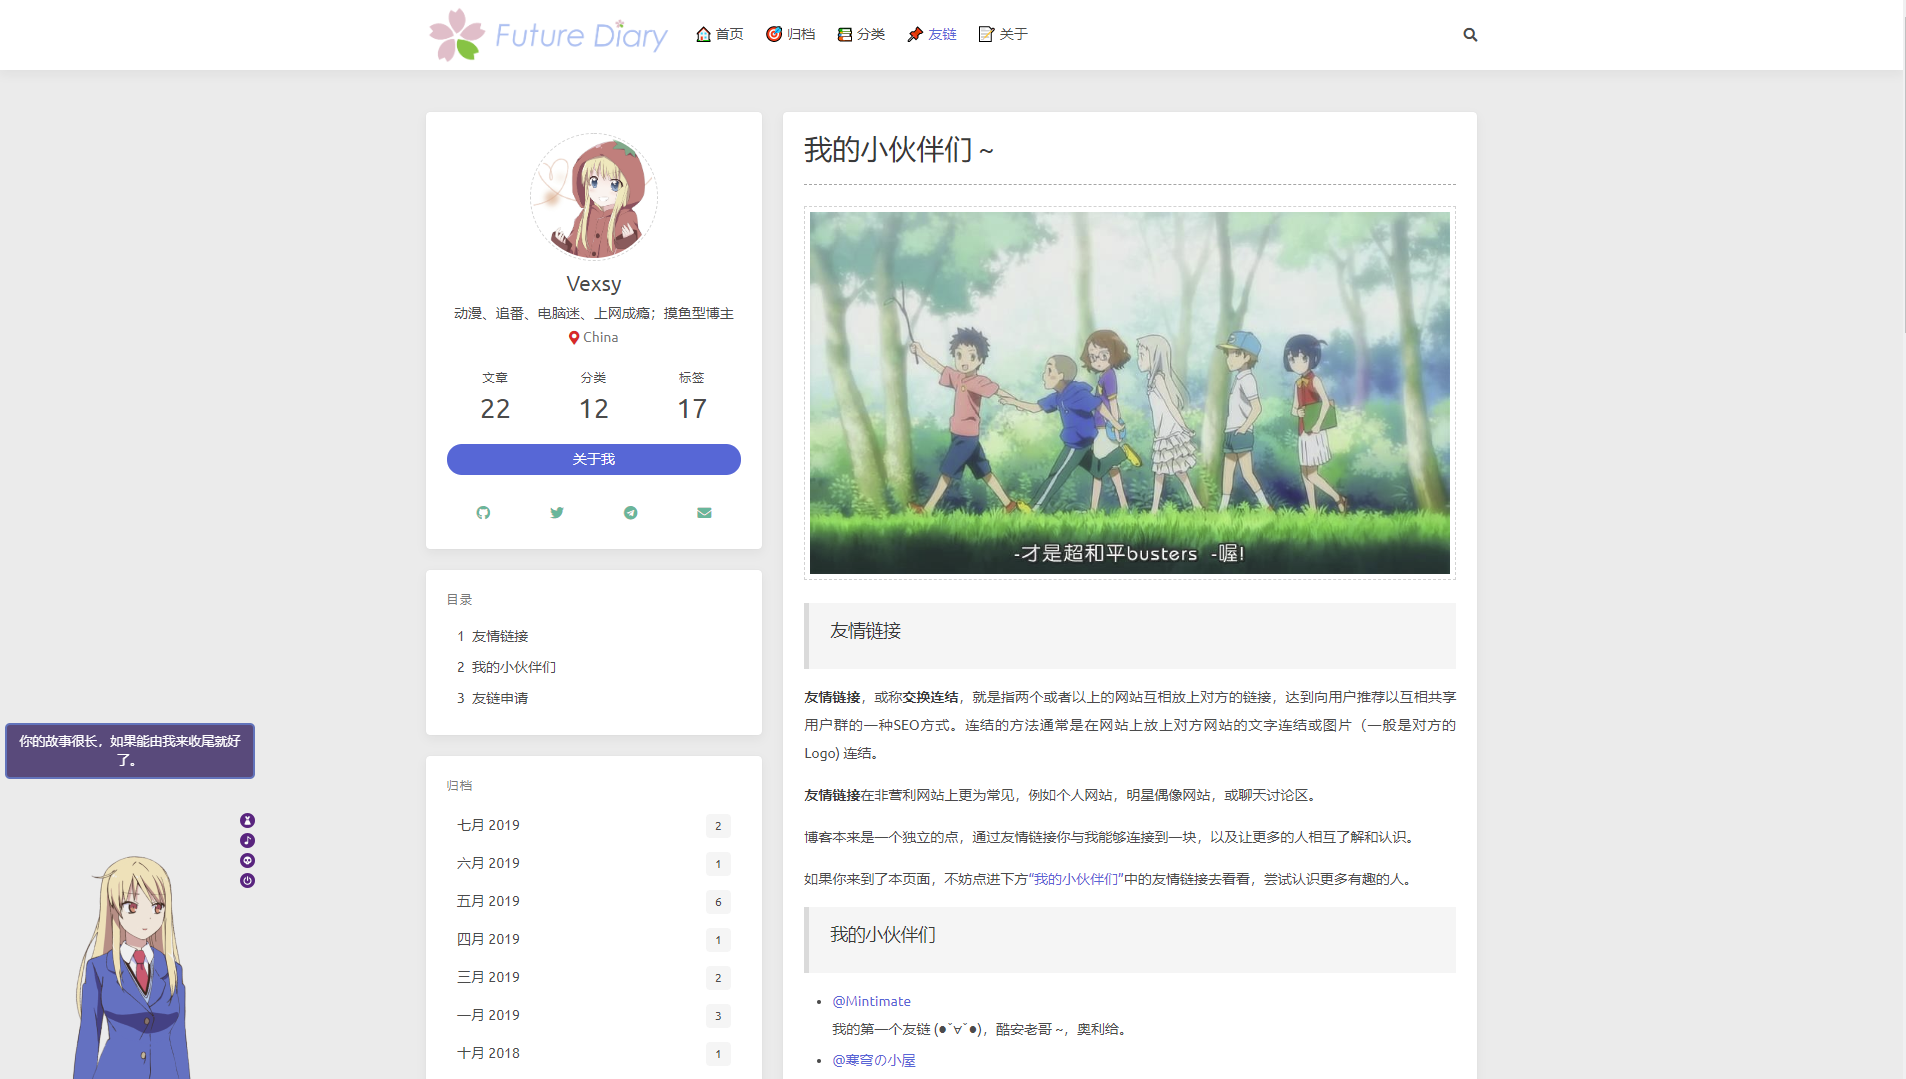 Future Diary
首页
归档
分类
友链
关于
Vexsy
动漫、追番、电脑迷、上网成瘾；摸鱼型博主
China
文章
分类
标签
22
12
17
关于我
目录
1 友情链接
2 我的小伙伴们
3 友链申请
归档
七月 2019
2
六月 2019
1
五月 2019
6
四月 2019
1
三月 2019
2
一月 2019
3
十月 2018
1
你的故事很长，如果能由我来收尾就好
了。
我的小伙伴们 ~
-才是超和平busters -喔!
友情链接
友情链接，或称交换连结，就是指两个或者以上的网站互相放上对方的链接，达到向用户推荐以互相共享
用户群的一种SEO方式。连结的方法通常是在网站上放上对方网站的文字连结或图片（一般是对方的
Logo) 连结。
友情链接在非营利网站上更为常见，例如个人网站，明星偶像网站，或聊天讨论区。
博客本来是一个独立的点，通过友情链接你与我能够连接到一块，以及让更多的人相互了解和认识。
如果你来到了本页面，不妨点进下方“我的小伙伴们”中的友情链接去看看，尝试认识更多有趣的人。
我的小伙伴们
@Mintimate
我的第一个友链 (●ˇ∀ˇ●)，酷安老哥 ~，奥利给。
@寒穹の小屋